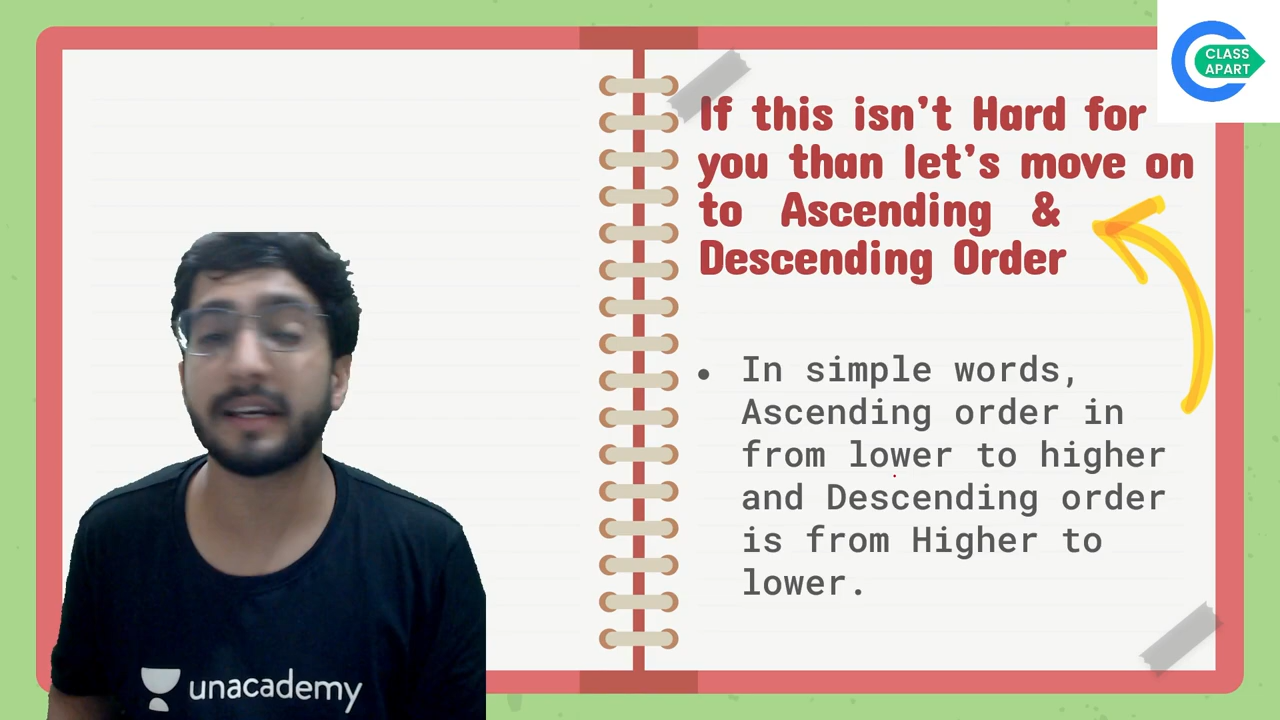 CLASS
APART
If this isn’t Hard for
you than let’s move on
to Ascending &
Descending Order
• In simple words,
Ascending order in
from lower to higher
and Descending order
is from Higher to
lower.
unacademy